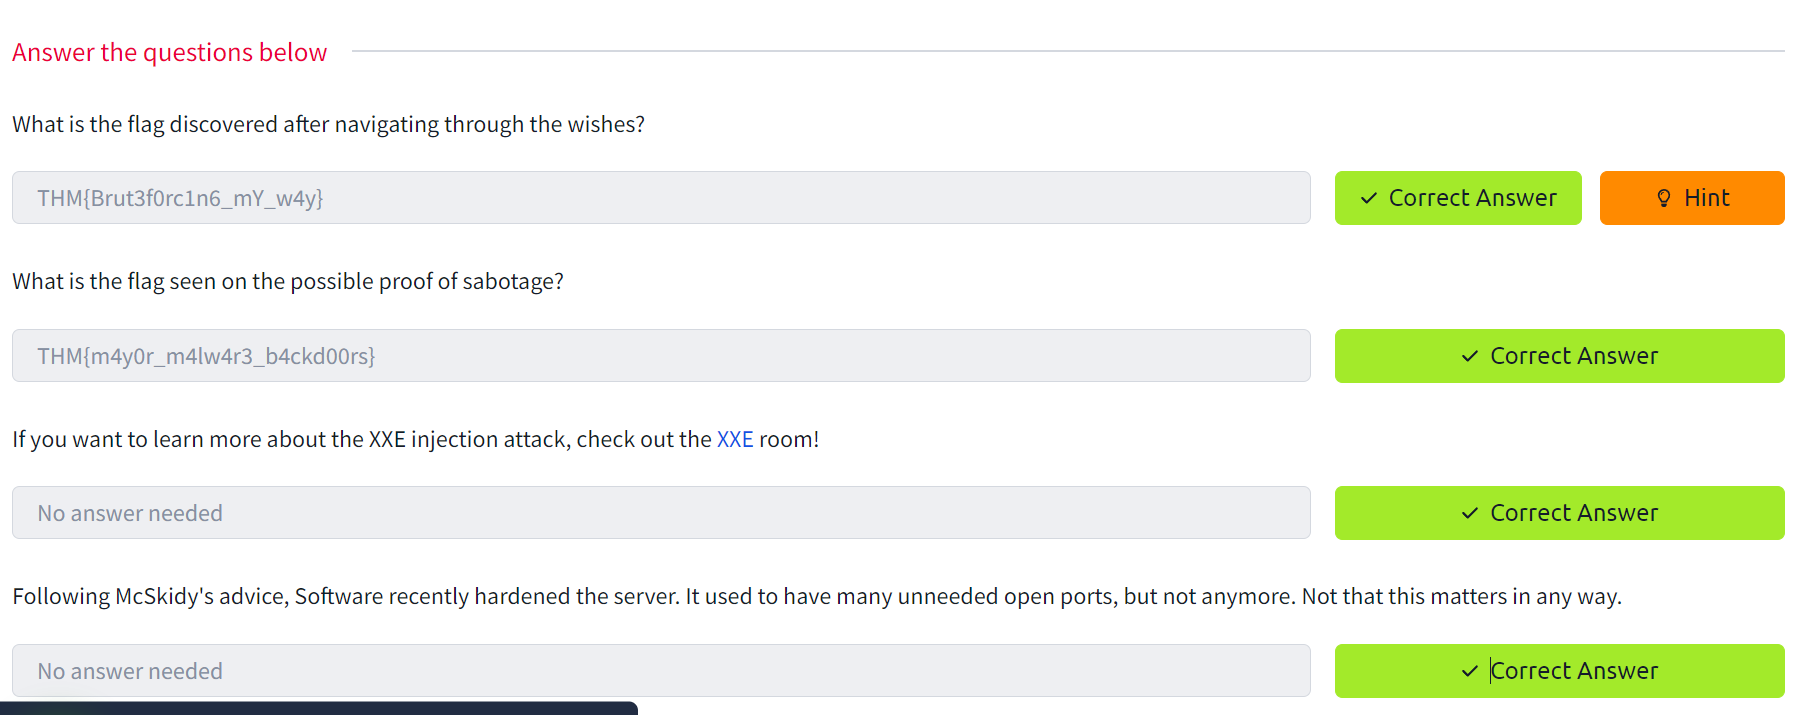 Answer the questions below
What is the flag discovered after navigating through the wishes?
THM{Brut3f0rc1n6_mY_w4y}
Correct Answer
Hint
What is the flag seen on the possible proof of sabotage?
THM{m4y0r_m4lw4r3_b4ckd00rs}
Correct Answer
If you want to learn more about the XXE injection attack, check out the XXE room!
No answer needed
Correct Answer
Following McSkidy's advice, Software recently hardened the server. It used to have many unneeded open ports, but not anymore. Not that this matters in any way.
No answer needed
Correct Answer